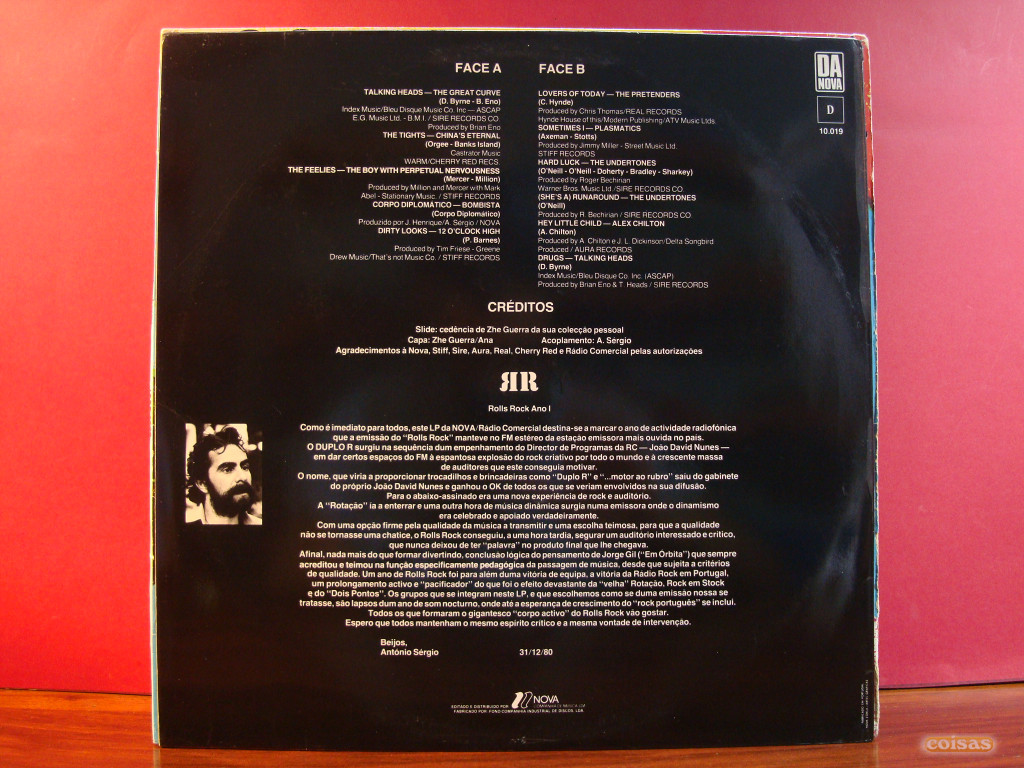 FACE A
TALKING HEADS — THE GREAT CURVE
(D. Byrne - B. Eno)
Index Music/Bleu Disque Music Co. Inc — ASCAP
E.G. Music Ltd. - B.M.I. / SIRE RECORDS CO.
Produced by Brian Eno
THE TIGHTS — CHINA'S ETERNAL
(Orgee - Banks Island)
Castrator Music
WARM/CHERRY RED RECS.
THE FEELIES — THE BOY WITH PERPETUAL NERVOUSNESS
(Mercer - Million)
Produced by Million and Mercer with Mark
Abel - Stationary Music. / STIFF RECORDS
CORPO DIPLOMÁTICO — BOMBISTA
(Corpo Diplomático)
Produzido por J. Henrique/A. Sérgio / NOVA
DIRTY LOOKS — 12 O'CLOCK HIGH
(P. Barnes)
Produced by Tim Friese - Greene
Drew Music/That's not Music Co. / STIFF RECORDS
FACE B
LOVERS OF TODAY — THE PRETENDERS
(C. Hynde)
Produced by Chris Thomas/REAL RECORDS
Hynde House of this/Modern Publishing/ATV Music Ltds.
SOMETIMES I — PLASMATICS
(Axeman - Stotts)
Produced by Jimmy Miller - Street Music Ltd.
STIFF RECORDS
HARD LUCK — THE UNDERTONES
(O'Neill - O'Neill - Doherty - Bradley - Sharkey)
Produced by Roger Bechirian
Warner Bros. Music Ltd./SIRE RECORDS CO.
(SHE'S A) RUNAROUND — THE UNDERTONES
(O'Neill)
Produced by R. Bechirian / SIRE RECORDS CO.
HEY LITTLE CHILD — ALEX CHILTON
(A. Chilton)
Produced by A. Chilton e J. L. Dickinson/Delta Songbird
Produced / AURA RECORDS
DRUGS — TALKING HEADS
(D. Byrne)
Index Music/Bleu Disque Co. Inc. (ASCAP)
Produced by Brian Eno & T. Heads / SIRE RECORDS
DA
NOVA
D
10.019
CRÉDITOS
Slide: cedência de Zhe Guerra da sua colecção pessoal
Capa: Zhe Guerra/Ana Acoplamento: A. Sérgio
Agradecimentos à Nova, Stiff, Sire, Aura, Real, Cherry Red e Rádio Comercial pelas autorizações
RR
Rolls Rock Ano I
Como é imediato para todos, este LP da NOVA/Rádio Comercial destina-se a marcar o ano de actividade radiofónica
que a emissão do "Rolls Rock" manteve no FM estéreo da estação emissora mais ouvida no país.
O DUPLO R surgiu na sequência dum empenhamento do Director de Programas da RC — João David Nunes —
em dar certos espaços do FM à espantosa explosão do rock criativo por todo o mundo e à crescente massa
de auditores que este conseguia motivar.
O nome, que viria a proporcionar trocadilhos e brincadeiras como "Duplo R" e "...motor ao rubro" saíu do gabinete
do próprio João David Nunes e ganhou o OK de todos os que se veriam envolvidos na sua difusão.
Para o abaixo-assinado era uma nova experiência de rock e auditório.
A "Rotação" ia a enterrar e uma outra hora de música dinâmica surgia numa emissora onde o dinamismo
era celebrado e apoiado verdadeiramente.
Com uma opção firme pela qualidade da música a transmitir e uma escolha teimosa, para que a qualidade
não se tornasse uma chatice, o Rolls Rock conseguiu, a uma hora tardia, segurar um auditório interessado e crítico,
que nunca deixou de ter "palavra" no produto final que lhe chegava.
Afinal, nada mais do que formar divertindo, conclusão lógica do pensamento de Jorge Gil ("Em Órbita") que sempre
acreditou e teimou na função especificamente pedagógica da passagem de música, desde que sujeita a critérios
de qualidade. Um ano de Rolls Rock foi para além duma vitória de equipa, a vitória da Rádio Rock em Portugal,
um prolongamento activo e "pacificador" do que foi o efeito devastante da "velha" Rotação, Rock em Stock
e do "Dois Pontos". Os grupos que se integram neste LP, e que escolhemos como se duma emissão nossa se
tratasse, são lapsos dum ano de som nocturno, onde até a esperança de crescimento do "rock português" se inclui.
Todos os que formaram o gigantesco "corpo activo" do Rolls Rock vão gostar.
Espero que todos mantenham o mesmo espírito crítico e a mesma vontade de intervenção.
Beijos,
António Sérgio 31/12/80
EDITADO E DISTRIBUIDO POR NOVA
COMPANHIA DE MÚSICA, LDA
FABRICADO POR: FONO-COMPANHIA INDUSTRIAL DE DISCOS, LDA.
coisas